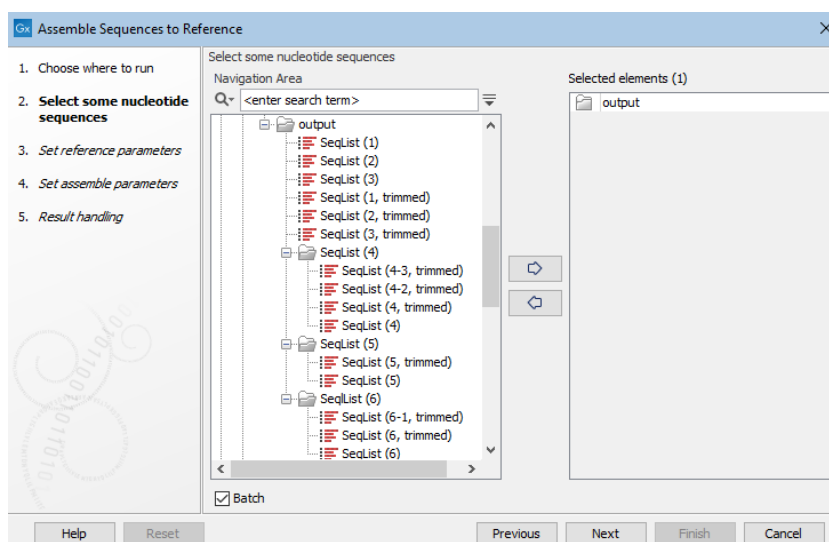 Gx Assemble Sequences to Reference
1. Choose where to run
2. Select some nucleotide
sequences
3. Set reference parameters
4. Set assemble parameters
5. Result handling
Select some nucleotide sequences
Navigation Area
<enter search term>
output
SeqList (1)
SeqList (2)
SeqList (3)
SeqList (1, trimmed)
SeqList (2, trimmed)
SeqList (3, trimmed)
SeqList (4)
SeqList (4-3, trimmed)
SeqList (4-2, trimmed)
SeqList (4, trimmed)
SeqList (4)
SeqList (5)
SeqList (5, trimmed)
SeqList (5)
SeqlList (6)
SeqList (6-1, trimmed)
SeqList (6, trimmed)
SeqList (6)
Batch
Selected elements (1)
output
Help
Reset
Previous
Next
Finish
Cancel